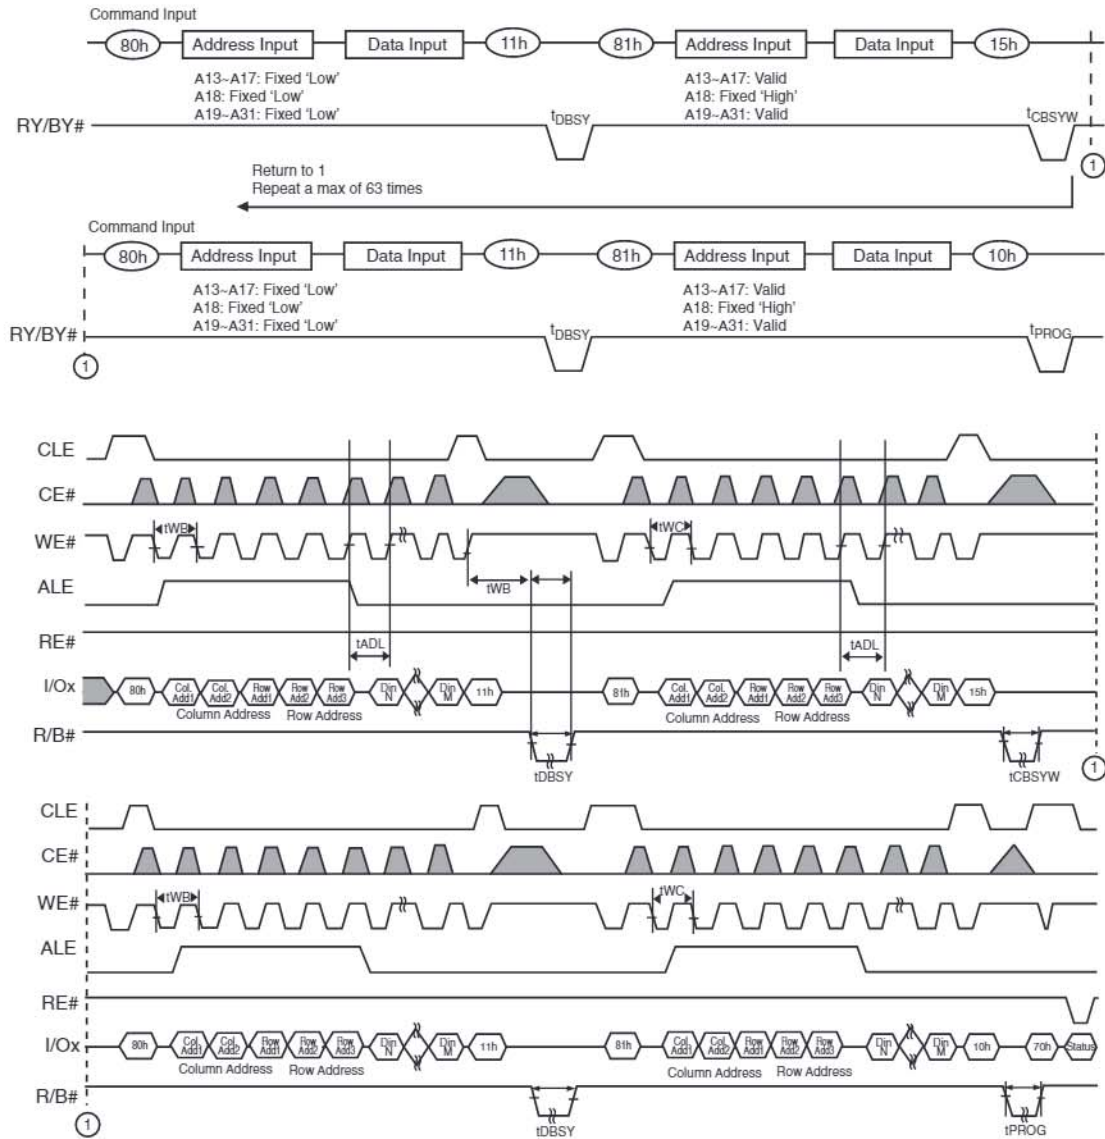 Command Input
80h Address Input Data Input 11h 81h Address Input Data Input 15h
A13~A17: Fixed 'Low' A13~A17: Valid
A18: Fixed 'Low' A18: Fixed 'High'
A19~A31: Fixed 'Low' A19~A31: Valid
RY/BY# tDBSY tCBSYW
1
Return to 1
Repeat a max of 63 times
Command Input
80h Address Input Data Input 11h 81h Address Input Data Input 10h
A13~A17: Fixed 'Low' A13~A17: Valid
A18: Fixed 'Low' A18: Fixed 'High'
A19~A31: Fixed 'Low' A19~A31: Valid
RY/BY# tDBSY tPROG
1
CLE
CE#
WE# tWB tWC
ALE tWB
RE# tADL tADL
I/Ox 80h Col. Add1 Col. Add2 Row Add1 Row Add2 Row Add3 Din N Din M 11h 81h Col. Add1 Col. Add2 Row Add1 Row Add2 Row Add3 Din N Din M 15h
Column Address Row Address Column Address Row Address
R/B# tDBSY tCBSYW
1
CLE
CE#
WE# tWB tWC
ALE
RE#
I/Ox 80h Col. Add1 Col. Add2 Row Add1 Row Add2 Row Add3 Din N Din M 11h 81h Col. Add1 Col. Add2 Row Add1 Row Add2 Row Add3 Din N Din M 10h 70h Status
Column Address Row Address Column Address Row Address
R/B# tDBSY tPROG
1